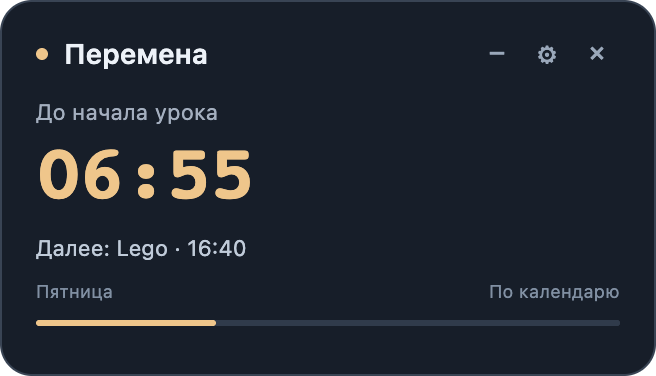 Перемена
До начала урока
06:55
Далее: Lego · 16:40
Пятница По календарю